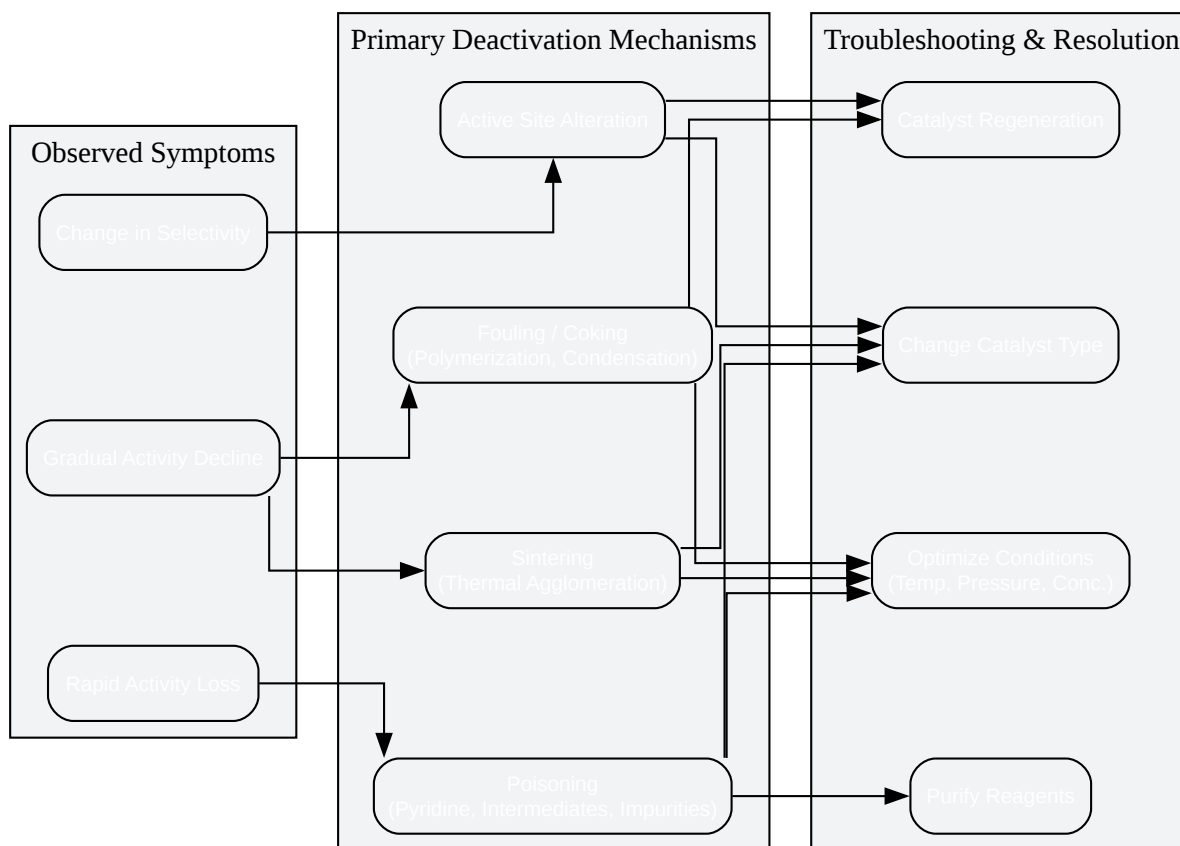 Observed Symptoms
Change in Selectivity
Gradual Activity Decline
Rapid Activity Loss
Primary Deactivation Mechanisms
Active Site Alteration
Fouling / Coking
(Polymerization, Condensation)
Sintering
(Thermal Agglomeration)
Poisoning
(Pyridine, Intermediates, Impurities)
Troubleshooting & Resolution
Catalyst Regeneration
Change Catalyst Type
Optimize Conditions
(Temp, Pressure, Conc.)
Purify Reagents